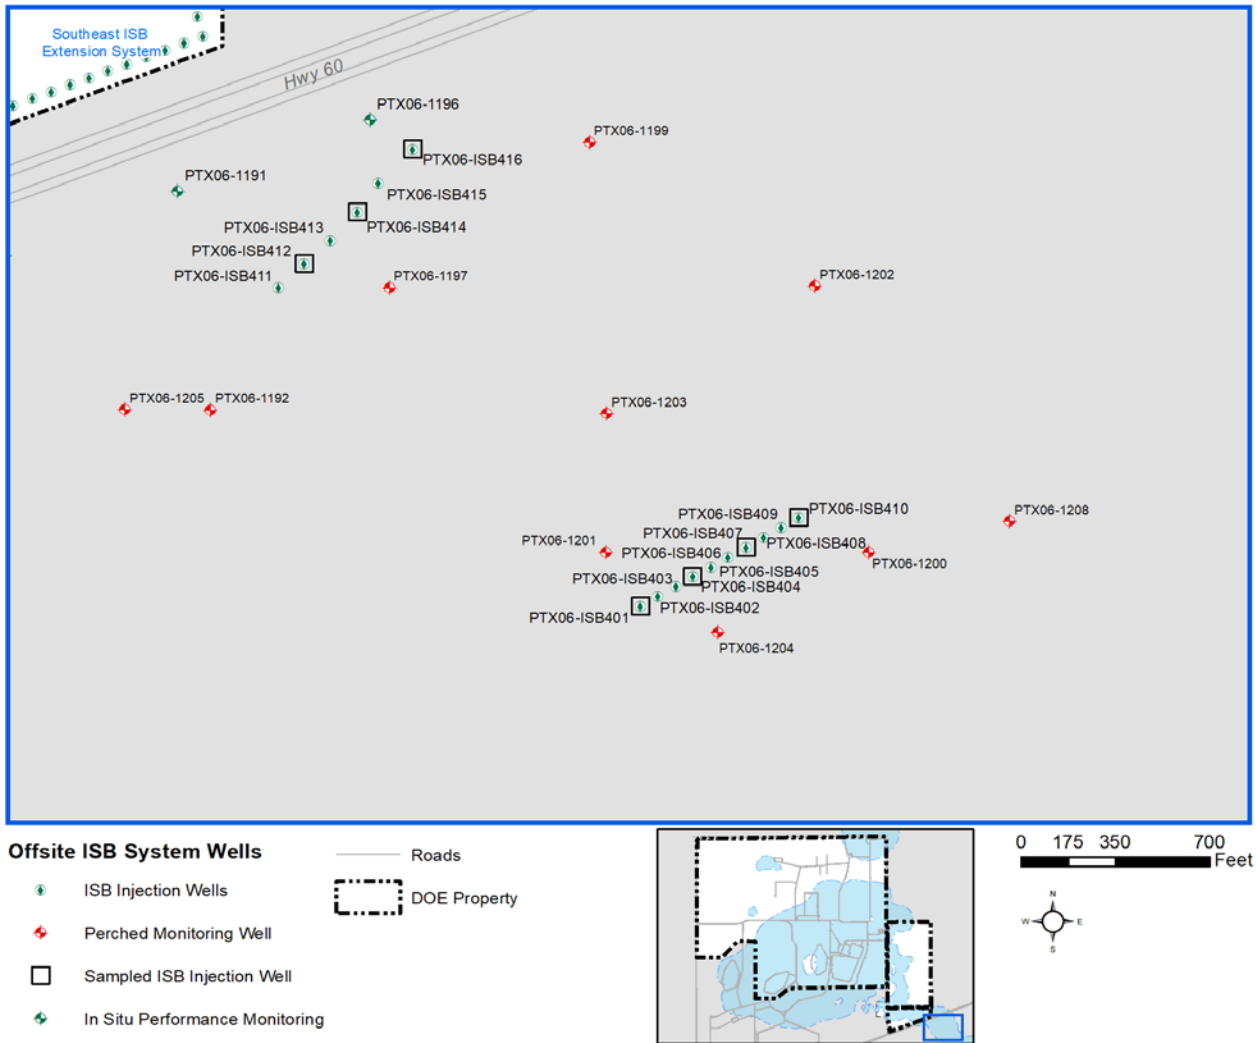 Southeast ISB
Extension System
Hwy 60
PTX06-1196
PTX06-1199
PTX06-ISB416
PTX06-1191
PTX06-ISB415
PTX06-ISB413
PTX06-ISB414
PTX06-ISB412
PTX06-ISB411
PTX06-1197
PTX06-1202
PTX06-1205
PTX06-1192
PTX06-1203
PTX06-ISB409
PTX06-ISB410
PTX06-1208
PTX06-ISB407
PTX06-1201
PTX06-ISB408
PTX06-ISB406
PTX06-1200
PTX06-ISB405
PTX06-ISB403
PTX06-ISB404
PTX06-ISB402
PTX06-ISB401
PTX06-1204
Offsite ISB System Wells
ISB Injection Wells
Perched Monitoring Well
Sampled ISB Injection Well
In Situ Performance Monitoring
Roads
DOE Property
0 175 350 700
Feet
N
W E
S